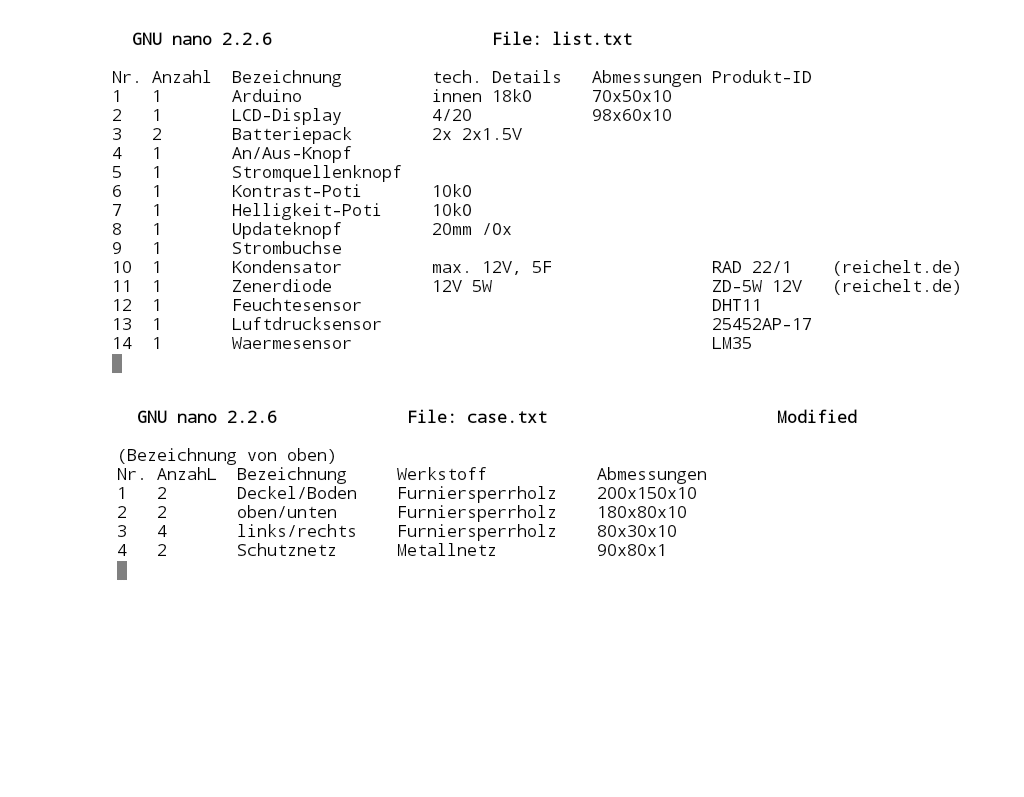 GNU nano 2.2.6 File: list.txt
Nr. Anzahl Bezeichnung tech. Details Abmessungen Produkt-ID
1 1 Arduino innen 18k0 70x50x10
2 1 LCD-Display 4/20 98x60x10
3 2 Batteriepack 2x 2x1.5V
4 1 An/Aus-Knopf
5 1 Stromquellenknopf
6 1 Kontrast-Poti 10k0
7 1 Helligkeit-Poti 10k0
8 1 Updateknopf 20mm /0x
9 1 Strombuchse
10 1 Kondensator max. 12V, 5F RAD 22/1 (reichelt.de)
11 1 Zenerdiode 12V 5W ZD-5W 12V (reichelt.de)
12 1 Feuchtesensor DHT11
13 1 Luftdrucksensor 25452AP-17
14 1 Waermesensor LM35
GNU nano 2.2.6 File: case.txt Modified
(Bezeichnung von oben)
Nr. AnzahL Bezeichnung Werkstoff Abmessungen
1 2 Deckel/Boden Furniersperrholz 200x150x10
2 2 oben/unten Furniersperrholz 180x80x10
3 4 links/rechts Furniersperrholz 80x30x10
4 2 Schutznetz Metallnetz 90x80x1